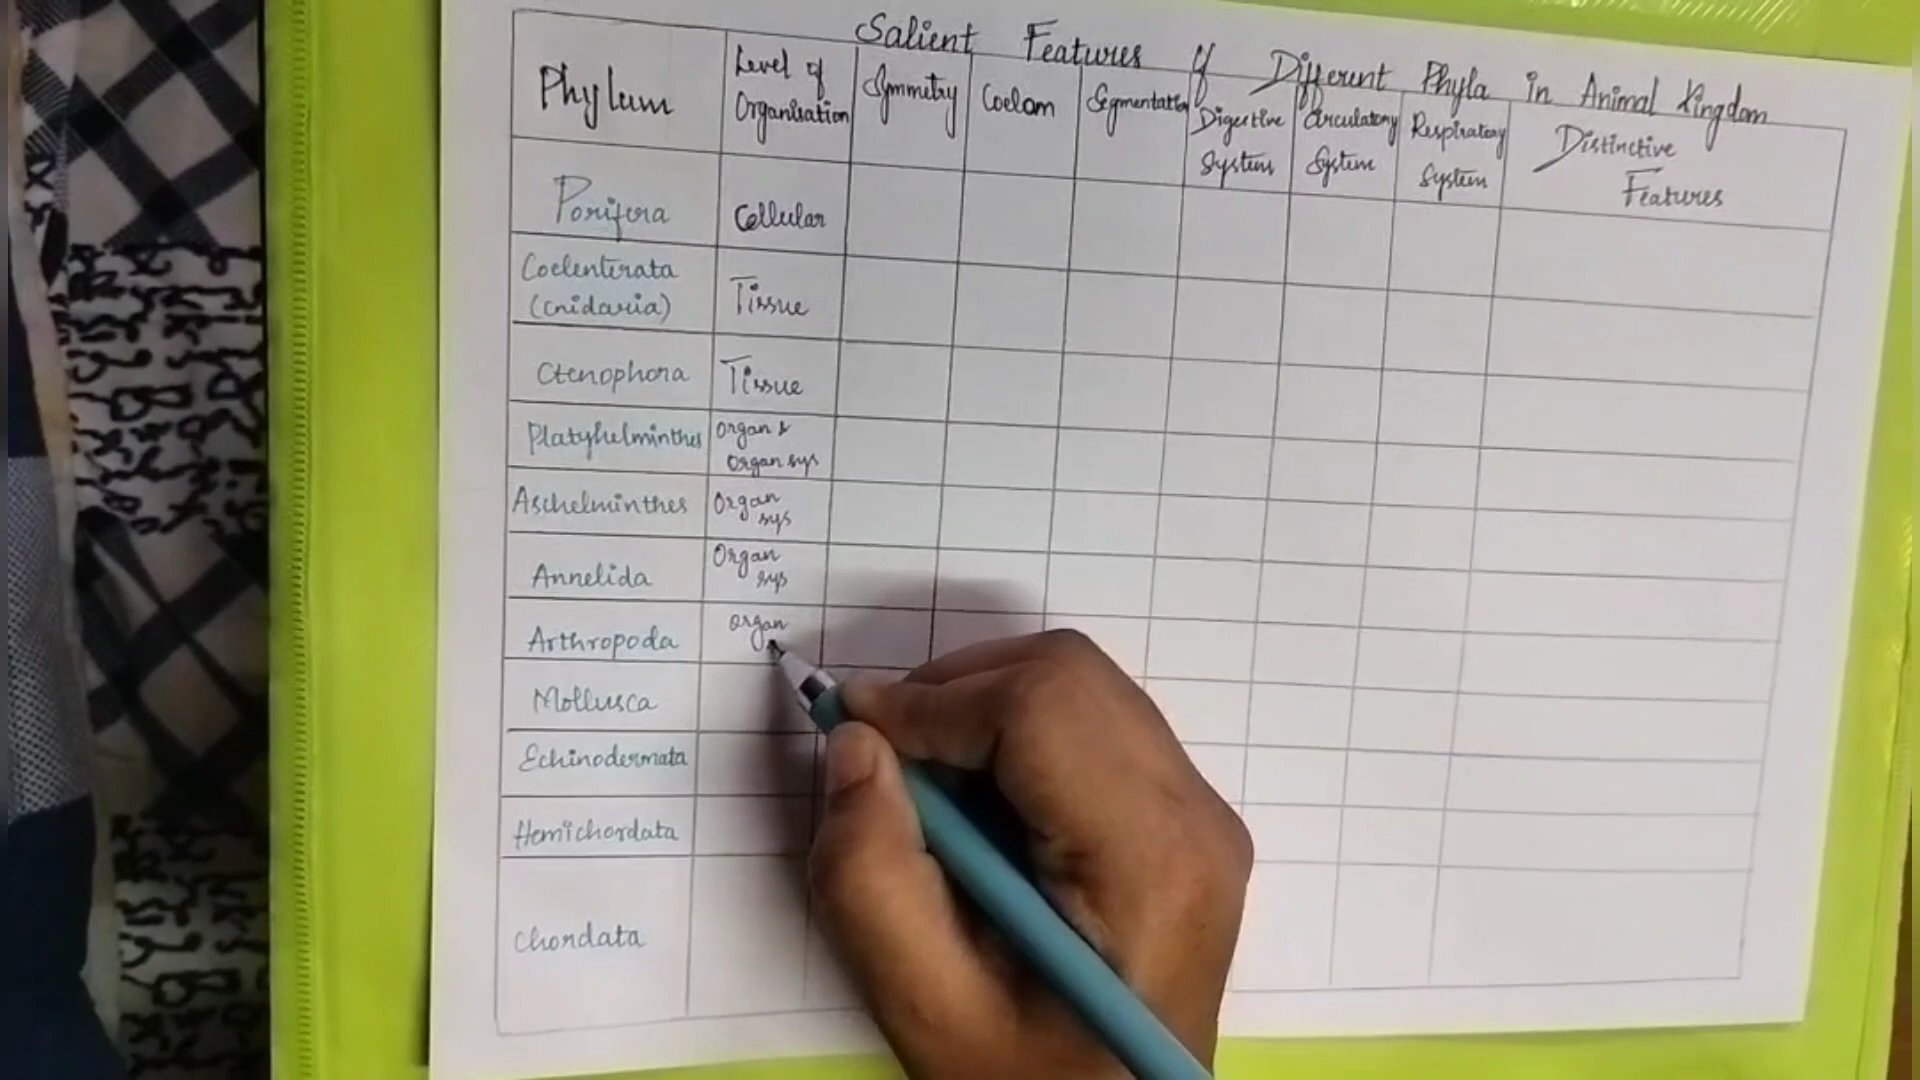 Salient Features of Different Phyla in Animal Kingdom
Phylum
Level of
Organisation
Symmetry
Coelom
Segmentation
Digestive
System
Circulatory
System
Respiratory
System
Distinctive
Features
Porifera
Cellular
Coelenterata
(Cnidaria)
Tissue
Ctenophora
Tissue
Platyhelminthes
Organ &
Organ sys
Aschelminthes
Organ
sys
Annelida
Organ
sys
Arthropoda
Organ
Mollusca
Echinodermata
Hemichordata
Chordata